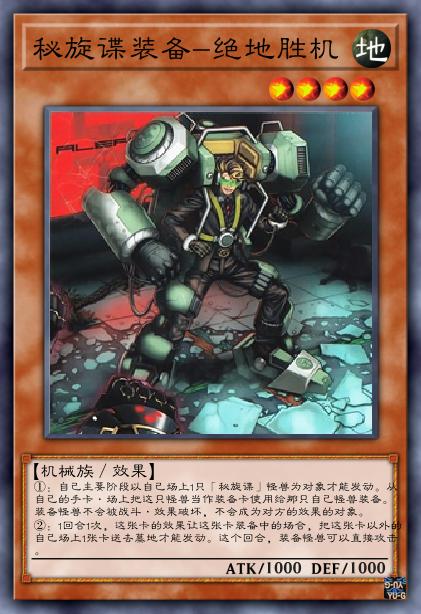 秘旋谍装备-绝地胜机
地
【机械族／效果】
①：自己主要阶段以自己场上1只「秘旋谍」怪兽为对象才能发动。从
自己的手卡·场上把这只怪兽当作装备卡使用给那只自己怪兽装备。
装备怪兽不会被战斗·效果破坏，不会成为对方的效果的对象。
②：1回合1次，这张卡的效果让这张卡装备中的场合，把这张卡以外的
自己场上1张卡送去墓地才能发动。这个回合，装备怪兽可以直接攻击
。
ATK/1000 DEF/1000